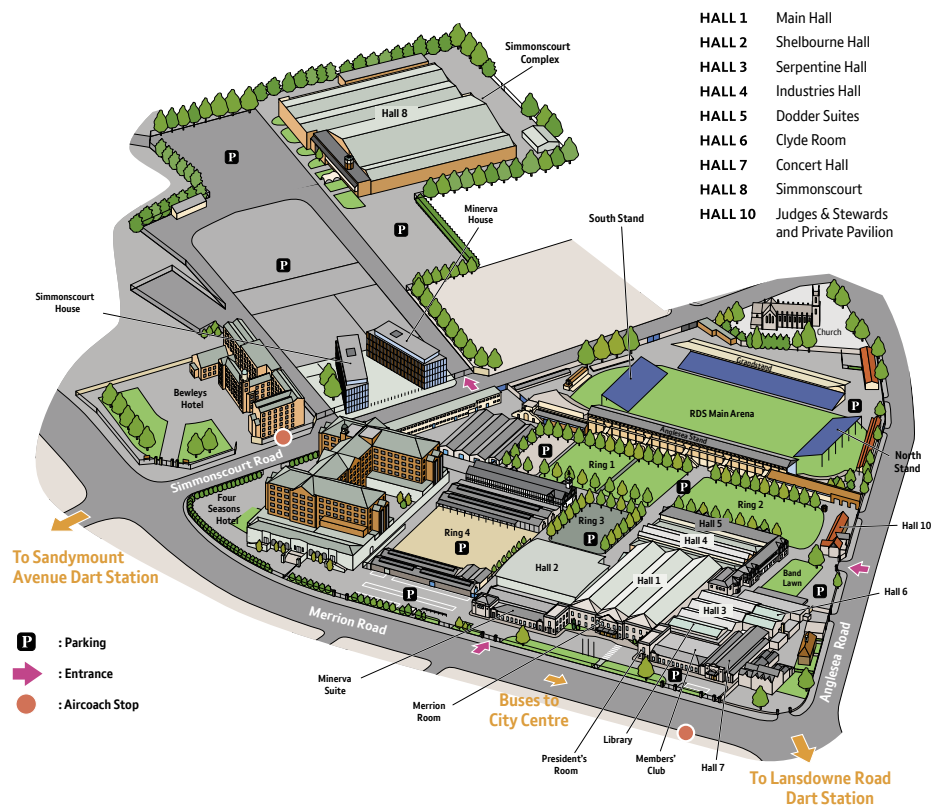 HALL 1 Main Hall
HALL 2 Shelbourne Hall
HALL 3 Serpentine Hall
HALL 4 Industries Hall
HALL 5 Dodder Suites
HALL 6 Clyde Room
HALL 7 Concert Hall
HALL 8 Simmonscourt
HALL 10 Judges & Stewards
and Private Pavilion
Simmonscourt
Complex
Hall 8
P
Minerva
House
South Stand
P
P
Simmonscourt
House
Church
Grandstand
Bewleys
Hotel
RDS Main Arena
P
Anglesea Stand
North
Stand
Simmonscourt Road
P
Ring 1
P
Four
Seasons
Hotel
Ring 2
Ring 3
P
Ring 4
P
Hall 5
Hall 4
Hall 10
To Sandymount
Avenue Dart Station
Hall 2
Hall 1
Band
Lawn
P
Hall 6
P
Hall 3
Merrion Road
Anglesea Road
P : Parking
: Entrance
: Aircoach Stop
P
Minerva
Suite
Merrion
Room
Buses to
City Centre
President's
Room
Library
Members'
Club
Hall 7
To Lansdowne Road
Dart Station